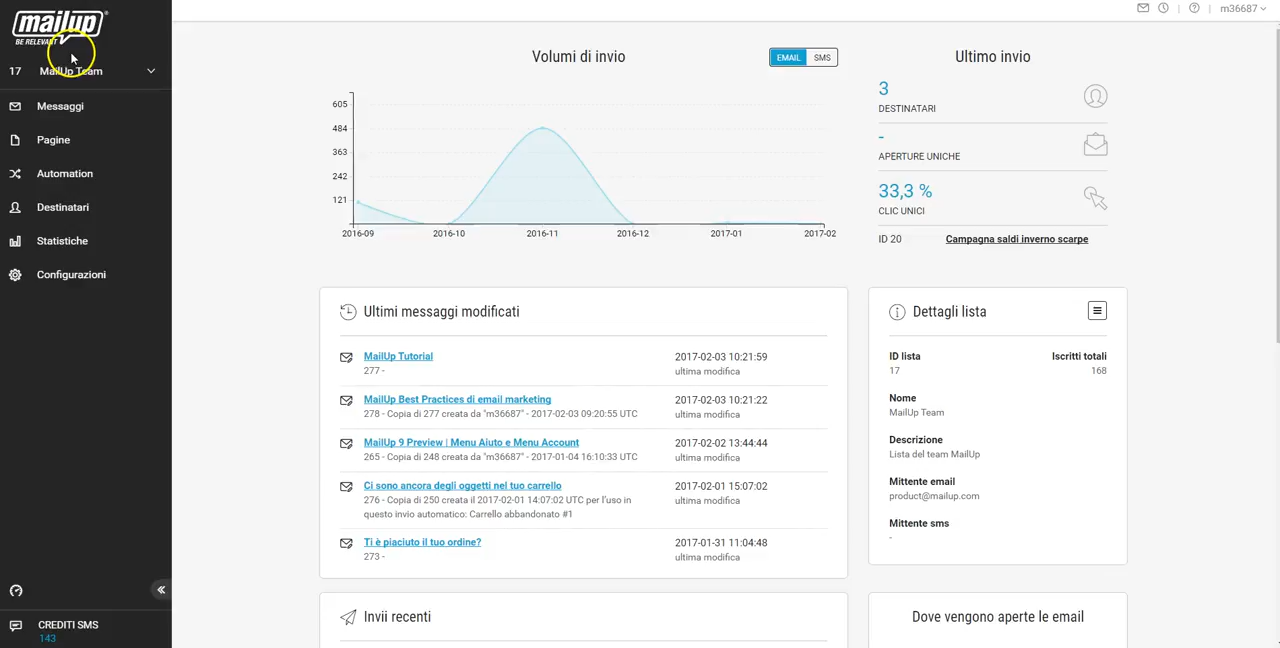 mailup®
BE RELEVANT
17 MailUp Team
Messaggi
Pagine
Automation
Destinatari
Statistiche
Configurazioni
CREDITI SMS
143
m36687
Volumi di invio
EMAIL SMS
605
484
363
242
121
2016-09 2016-10 2016-11 2016-12 2017-01 2017-02
Ultimo invio
3
DESTINATARI
-
APERTURE UNICHE
33,3 %
CLIC UNICI
ID 20 Campagna saldi inverno scarpe
Ultimi messaggi modificati
MailUp Tutorial 2017-02-03 10:21:59
277 - ultima modifica
MailUp Best Practices di email marketing 2017-02-03 10:21:22
278 - Copia di 277 creata da "m36687" - 2017-02-03 09:20:55 UTC ultima modifica
MailUp 9 Preview | Menu Aiuto e Menu Account 2017-02-02 13:44:44
265 - Copia di 248 creata da "m36687" - 2017-01-04 16:10:33 UTC ultima modifica
Ci sono ancora degli oggetti nel tuo carrello 2017-02-01 15:07:02
276 - Copia di 250 creata il 2017-02-01 14:07:02 UTC per l'uso in ultima modifica
questo invio automatico: Carrello abbandonato #1
Ti è piaciuto il tuo ordine? 2017-01-31 11:04:48
273 - ultima modifica
Dettagli lista
ID lista Iscritti totali
17 168
Nome
MailUp Team
Descrizione
Lista del team MailUp
Mittente email
product@mailup.com
Mittente sms
-
Invii recenti
Dove vengono aperte le email